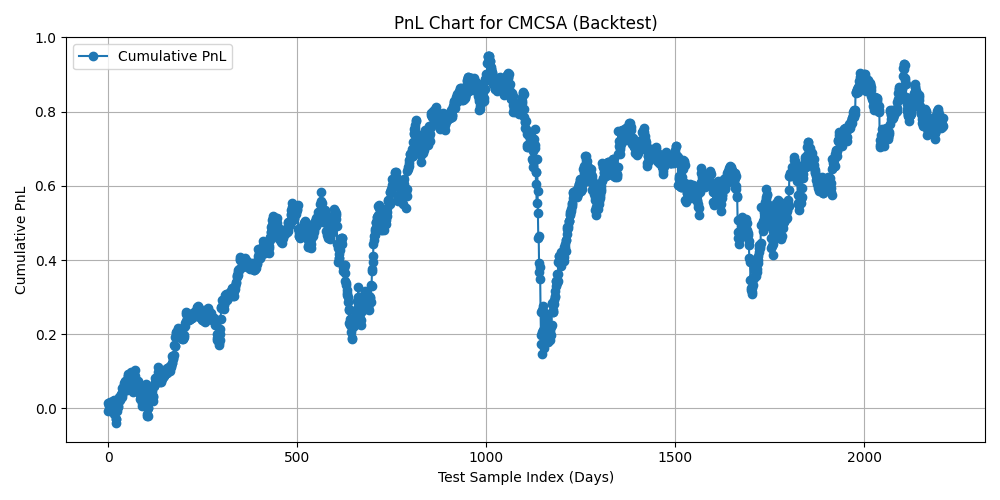 PnL Chart for CMCSA (Backtest)
Cumulative PnL
1.0
0.8
0.6
0.4
0.2
0.0
Cumulative PnL
0 500 1000 1500 2000
Test Sample Index (Days)